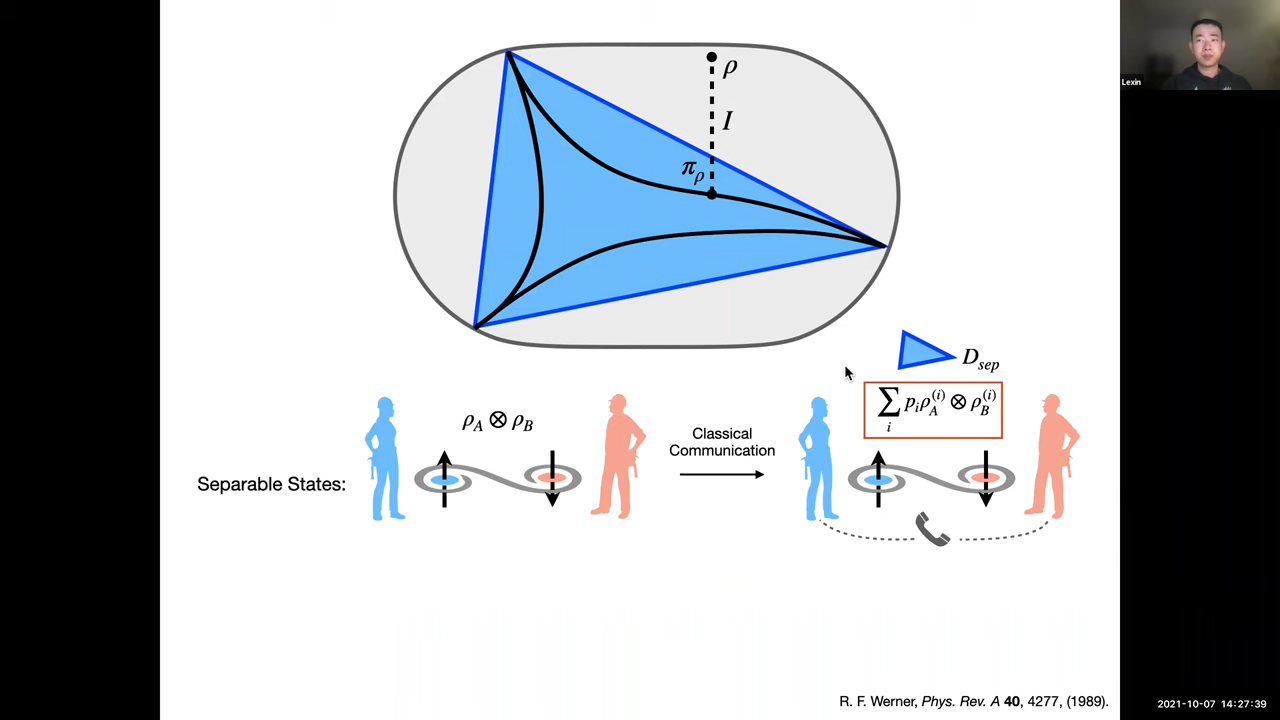 Lexin
ρ
I
π_ρ
D_sep
ρ_A ⊗ ρ_B
∑_i p_i ρ_A^(i) ⊗ ρ_B^(i)
Classical
Communication
Separable States:
R. F. Werner, Phys. Rev. A 40, 4277, (1989).
2021-10-07 14:27:39